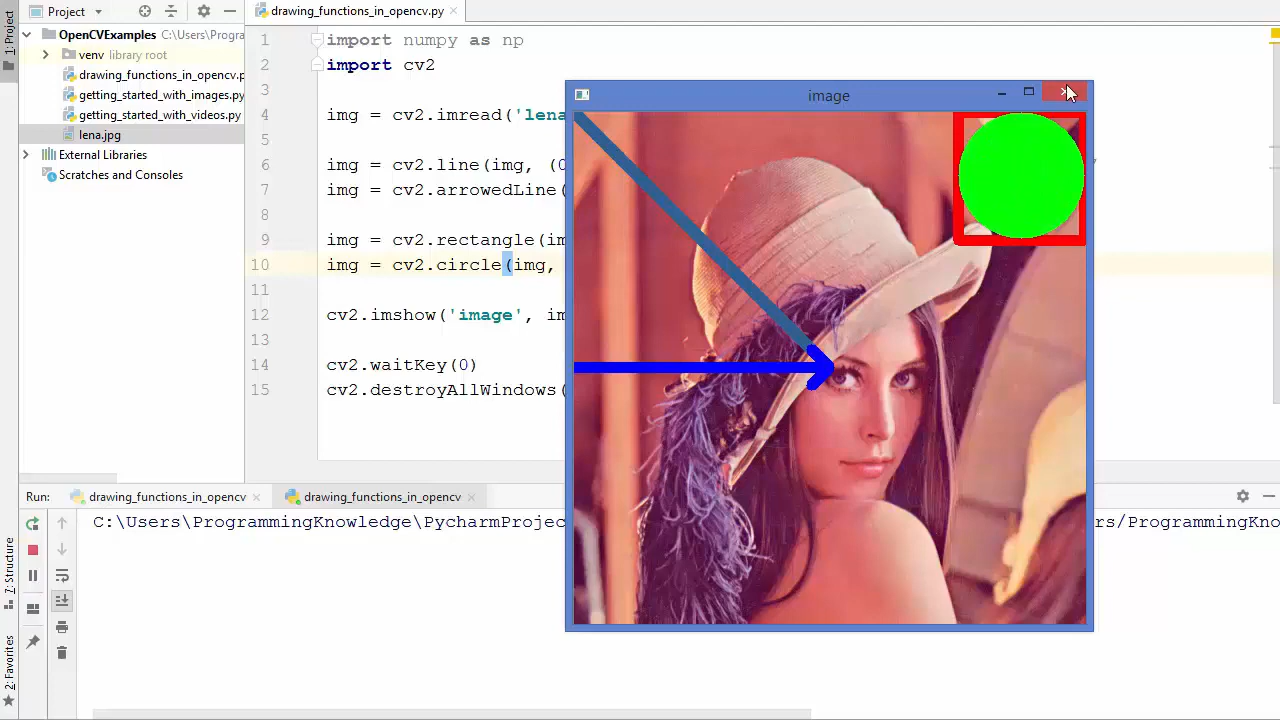 Project
drawing_functions_in_opencv.py
1: Project
OpenCVExamples C:\Users\Progra
venv library root
drawing_functions_in_opencv.p
getting_started_with_images.py
getting_started_with_videos.py
lena.jpg
External Libraries
Scratches and Consoles
1 import numpy as np
2 import cv2
3
4 img = cv2.imread('lena
5
6 img = cv2.line(img, (0
7 img = cv2.arrowedLine(
8
9 img = cv2.rectangle(im
10 img = cv2.circle(img,
11
12 cv2.imshow('image', im
13
14 cv2.waitKey(0)
15 cv2.destroyAllWindows(
image
Run: drawing_functions_in_opencv drawing_functions_in_opencv
C:\Users\ProgrammingKnowledge\PycharmProjec
rs/ProgrammingKno
7: Structure
2: Favorites